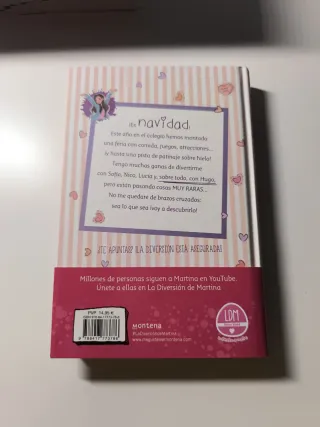 ¡Es navidad!
Este año en el colegio hemos montado
una feria con comida, juegos, atracciones...
¡y hasta una pista de patinaje sobre hielo!
Tengo muchas ganas de divertirme
con Sofía, Nico, Lucía y, sobre todo, con Hugo,
pero están pasando cosas MUY RARAS...
No me quedaré de brazos cruzados:
¡sea lo que sea ¡voy a descubrirlo!
¿TE APUNTAS? ¡LA DIVERSIÓN ESTÁ ASEGURADA!
Millones de personas siguen a Martina en YouTube.
Únete a ellas en La Diversión de Martina
PVP 14,95 €
montena
LDM